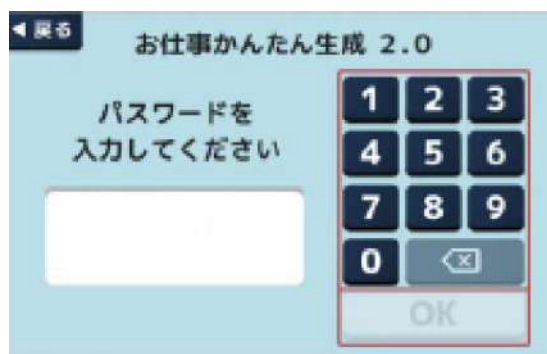 ◀戻る
お仕事かんたん生成 2.0
パスワードを
入力してください
1 2 3
4 5 6
7 8 9
0
OK